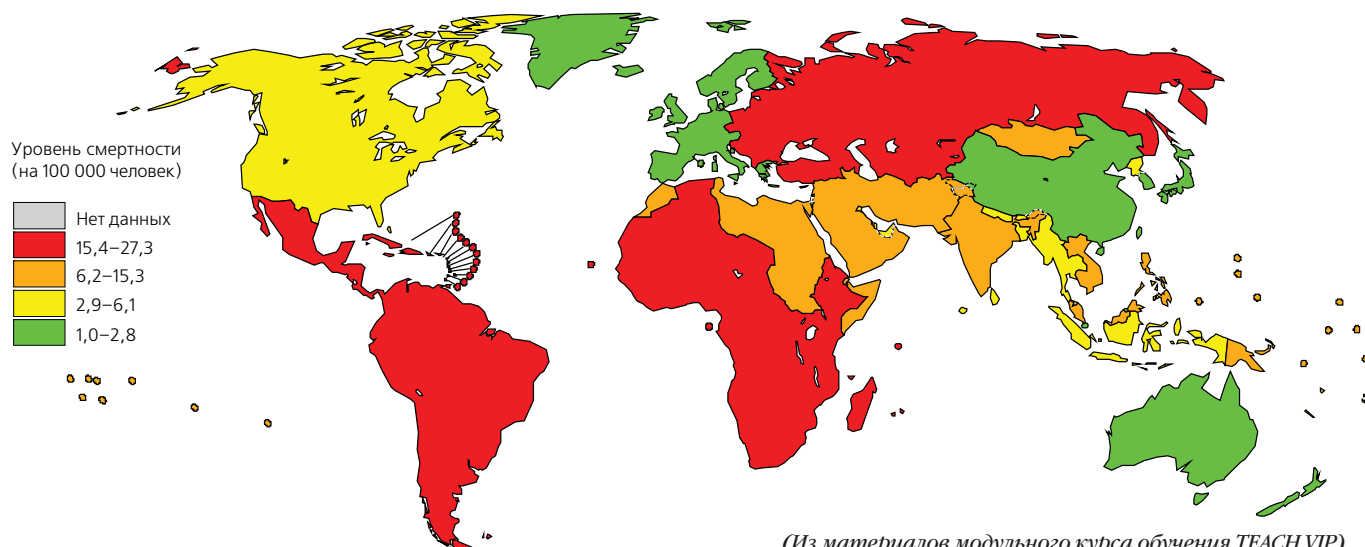 Уровень смертности
(на 100 000 человек)
Нет данных
15,4–27,3
6,2–15,3
2,9–6,1
1,0–2,8
(Из материалов модульного курса обучения TEACH VIP)